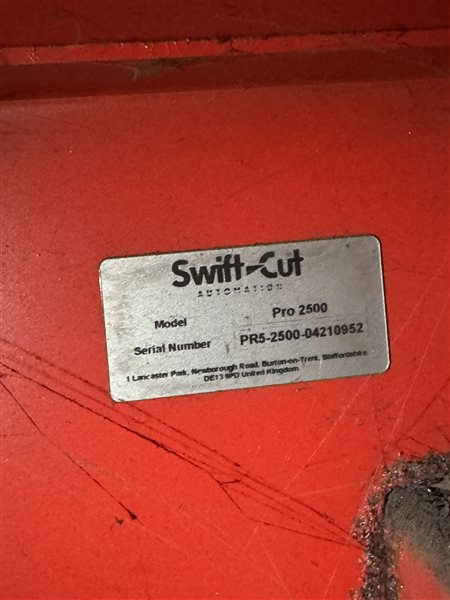 Swift-Cut
AUTOMATION
Model Pro 2500
Serial Number PR5-2500-04210952
1 Lancaster Park, Newborough Road, Burton-on-Trent, Staffordshire.
DE13 9PD United Kingdom